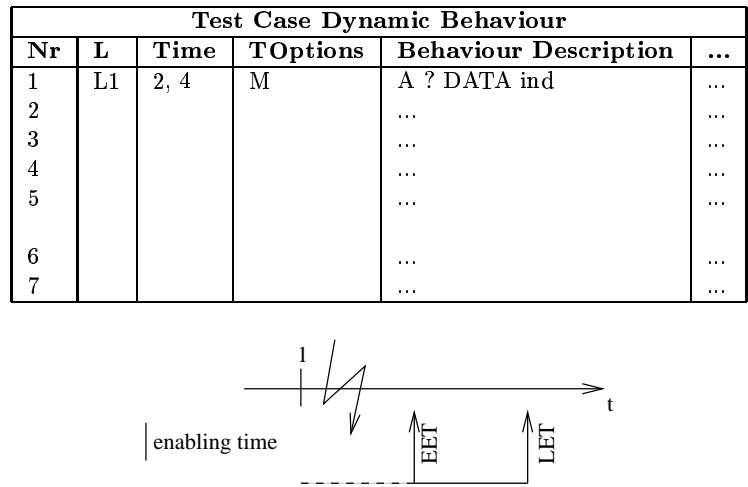 Test Case Dynamic Behaviour
Nr L Time TOptions Behaviour Description ...
1 L1 2, 4 M A ? DATA ind ...
2 ... ...
3 ... ...
4 ... ...
5 ... ...
6 ... ...
7 ... ...
1
t
enabling time
EET
LET